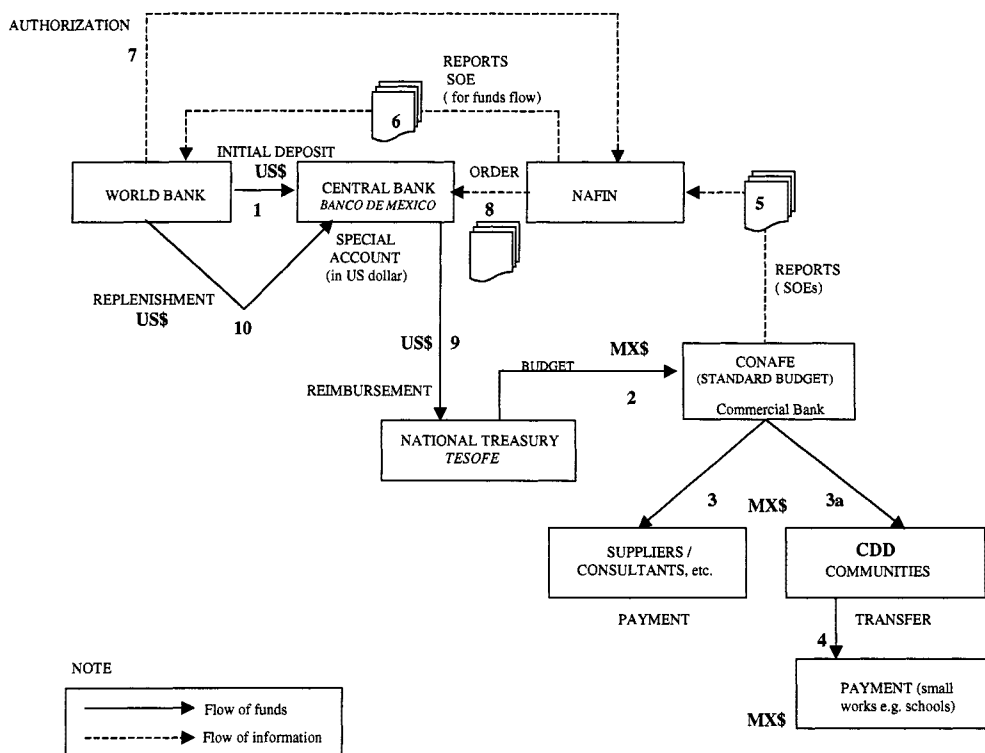 AUTHORIZATION
7
REPORTS
SOE
( for funds flow)
6
INITIAL DEPOSIT
US$
1
WORLD BANK
CENTRAL BANK
BANCO DE MEXICO
ORDER
8
NAFIN
5
SPECIAL
ACCOUNT
(in US dollar)
REPORTS
( SOEs)
REPLENISHMENT
US$
10
US$ 9
REIMBURSEMENT
BUDGET
MX$
2
CONAFE
(STANDARD BUDGET)
Commercial Bank
NATIONAL TREASURY
TESOFE
3
MX$
3a
SUPPLIERS /
CONSULTANTS, etc.
CDD
COMMUNITIES
PAYMENT
TRANSFER
4
NOTE
Flow of funds
Flow of information
PAYMENT (small
works e.g. schools)
MX$